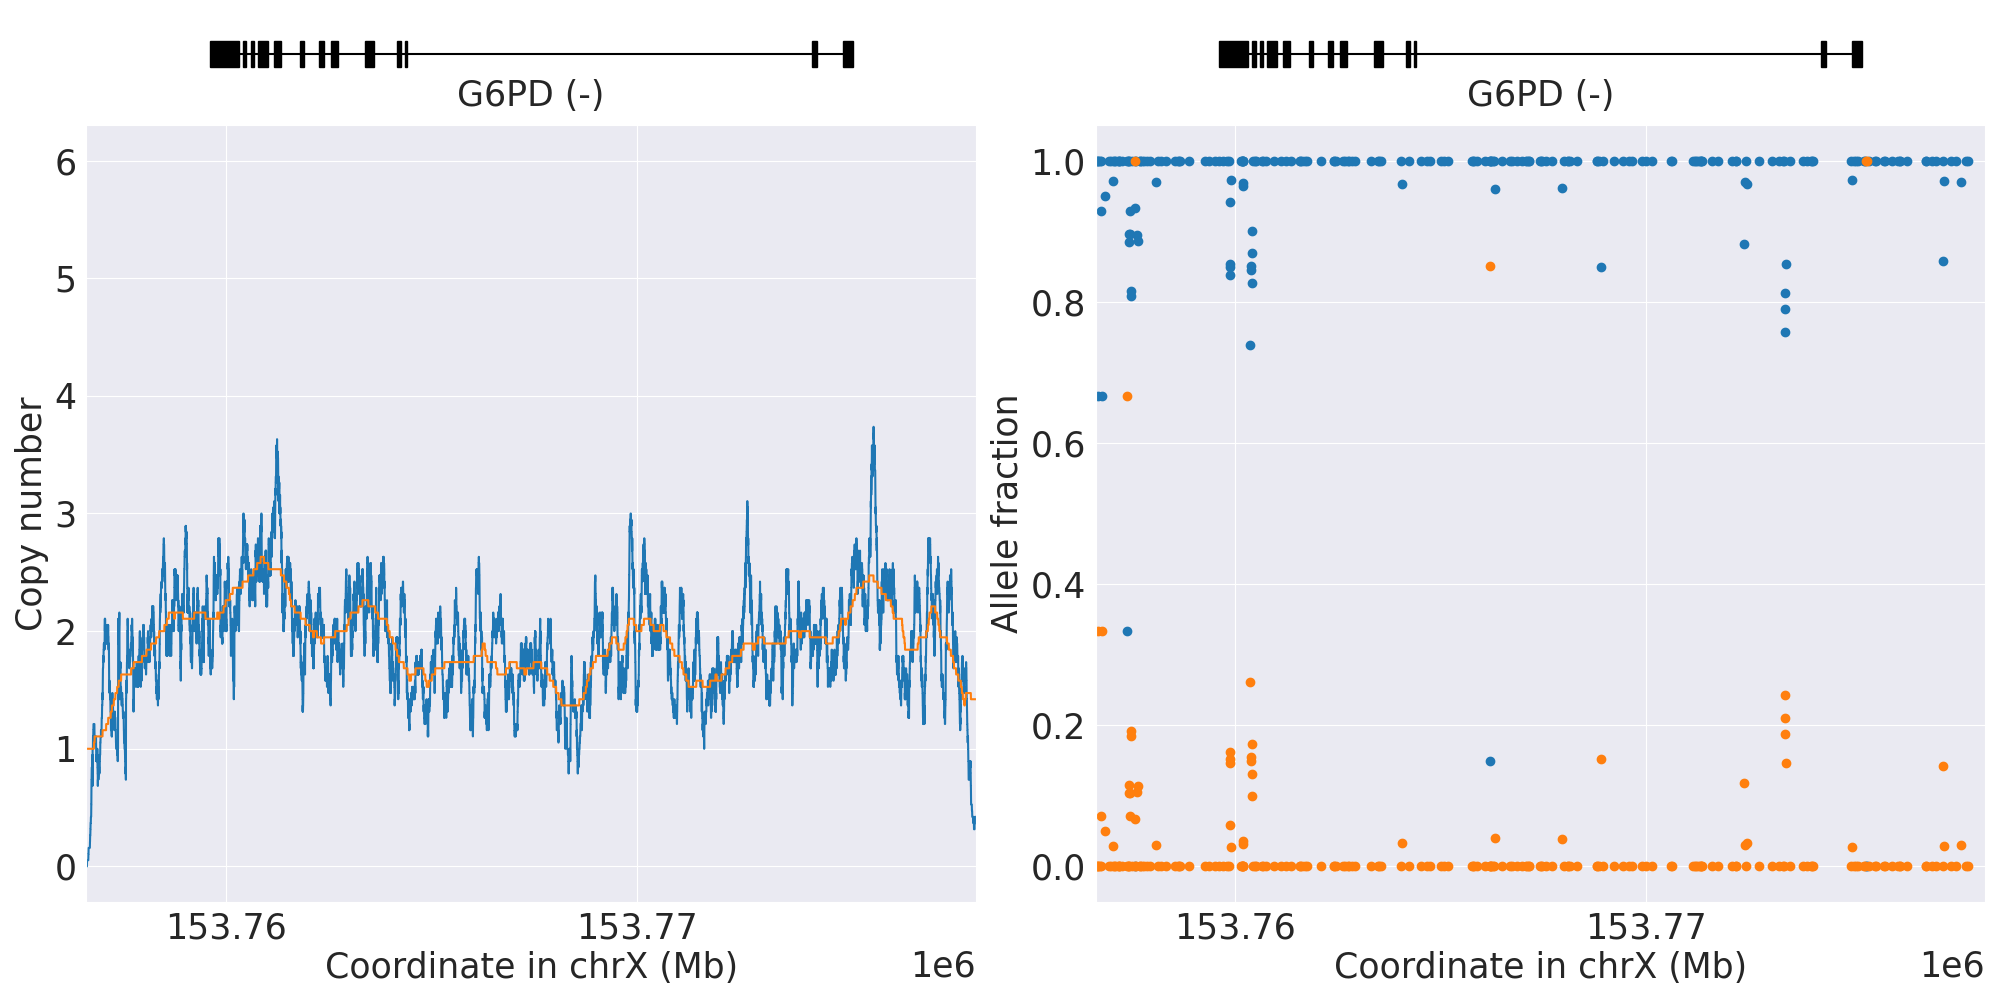 G6PD (-)
6
5
4
3
2
1
0
Copy number
153.76
153.77
Coordinate in chrX (Mb)
1e6
G6PD (-)
1.0
0.8
0.6
0.4
0.2
0.0
Allele fraction
153.76
153.77
Coordinate in chrX (Mb)
1e6